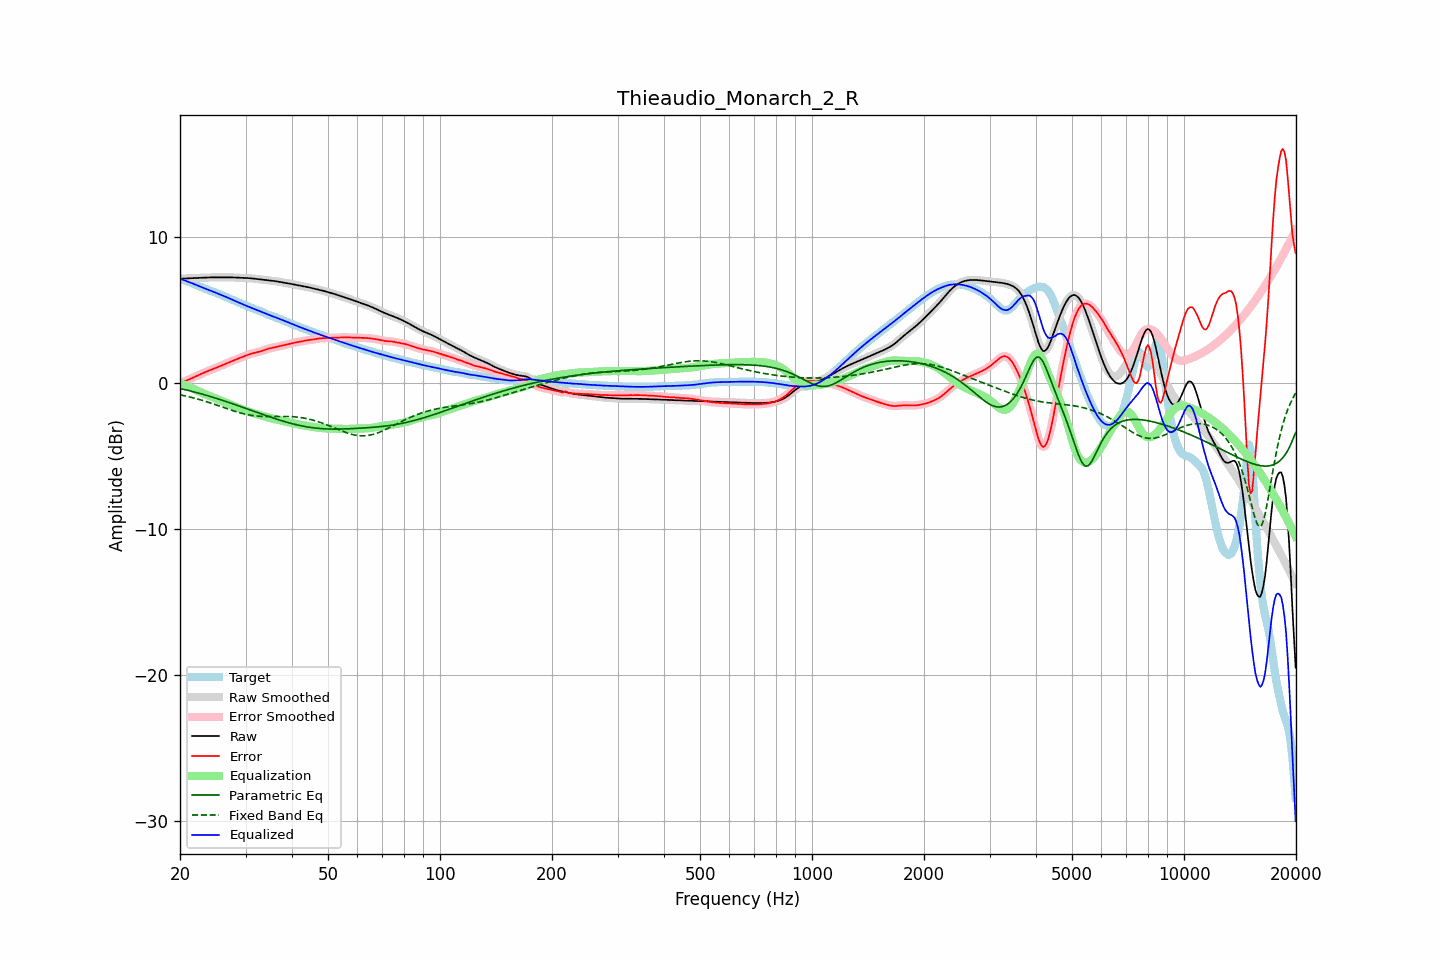 Thieaudio_Monarch_2_R
Amplitude (dBr)
10
0
−10
−20
−30
Target
Raw Smoothed
Error Smoothed
Raw
Error
Equalization
Parametric Eq
Fixed Band Eq
Equalized
20 50 100 200 500 1000 2000 5000 10000 20000
Frequency (Hz)